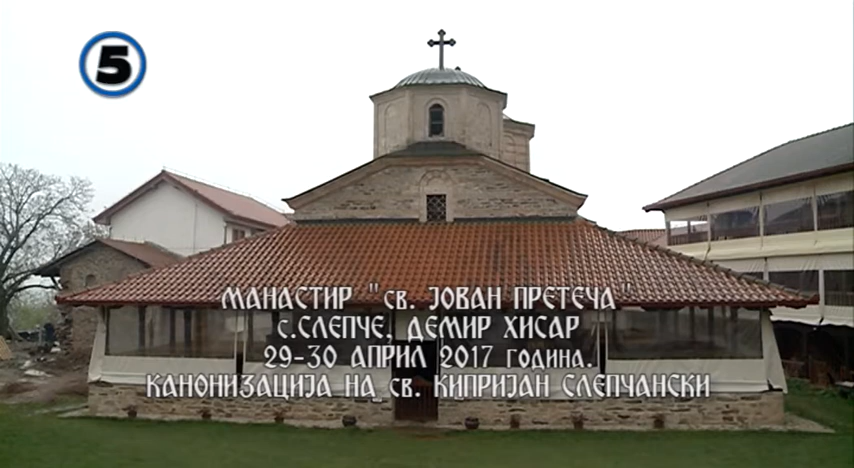 5
МАНАСТИР "св. ЈОВАН ПРЕТЕЧА"
с.СЛЕПЧЕ, ДЕМИР ХИСАР
29-30 АПРИЛ 2017 година.
КАНОНИЗАЦИЈА НА св. КИПРИЈАН СЛЕПЧАНСКИ